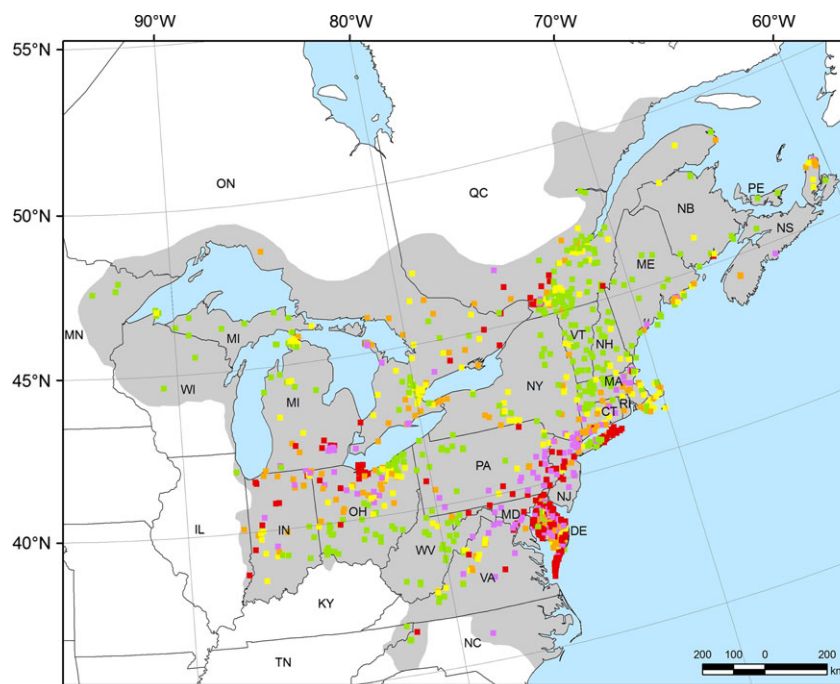 90°W 80°W 70°W 60°W
55°N
ON
QC
50°N
PE
NB
NS
ME
MN
MI
VT
NH
45°N
WI
MI
NY
MA
CT
RI
PA
NJ
OH
MD
IN
IL
DE
40°N
WV
VA
KY
NC
TN
200 100 0 200
km